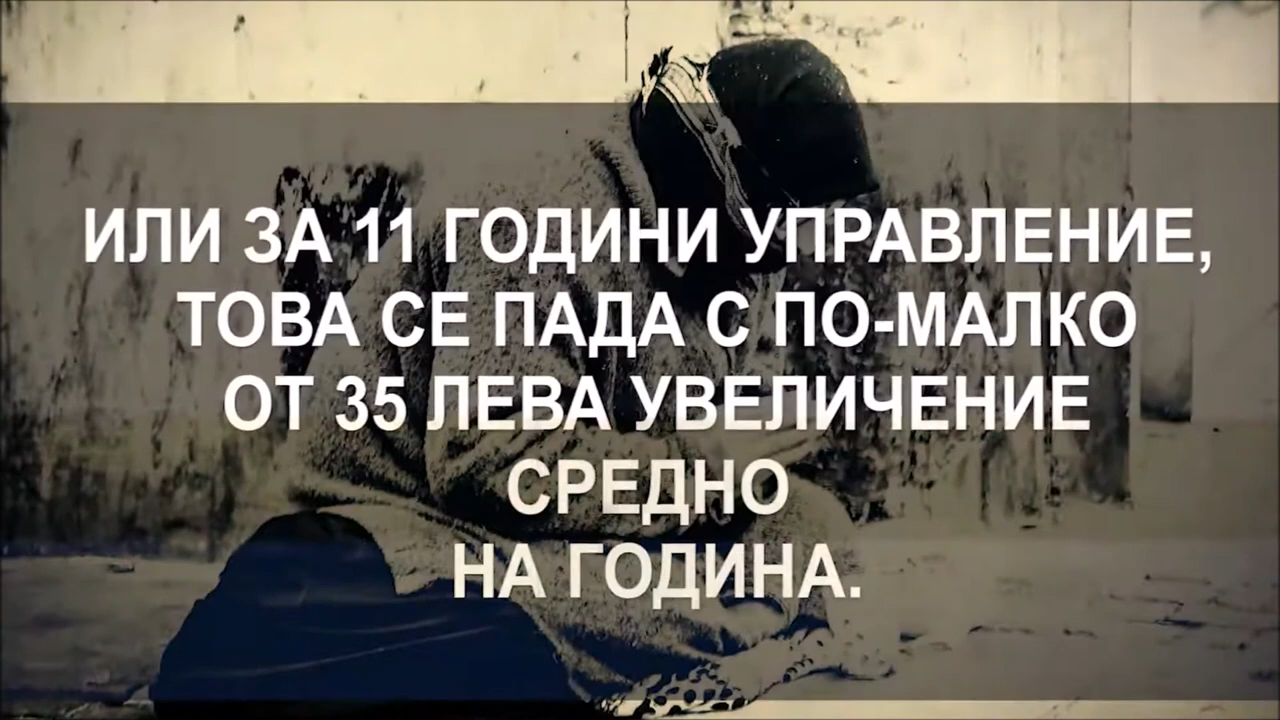 ИЛИ ЗА 11 ГОДИНИ УПРАВЛЕНИЕ,
ТОВА СЕ ПАДА С ПО-МАЛКО
ОТ 35 ЛЕВА УВЕЛИЧЕНИЕ
СРЕДНО
НА ГОДИНА.